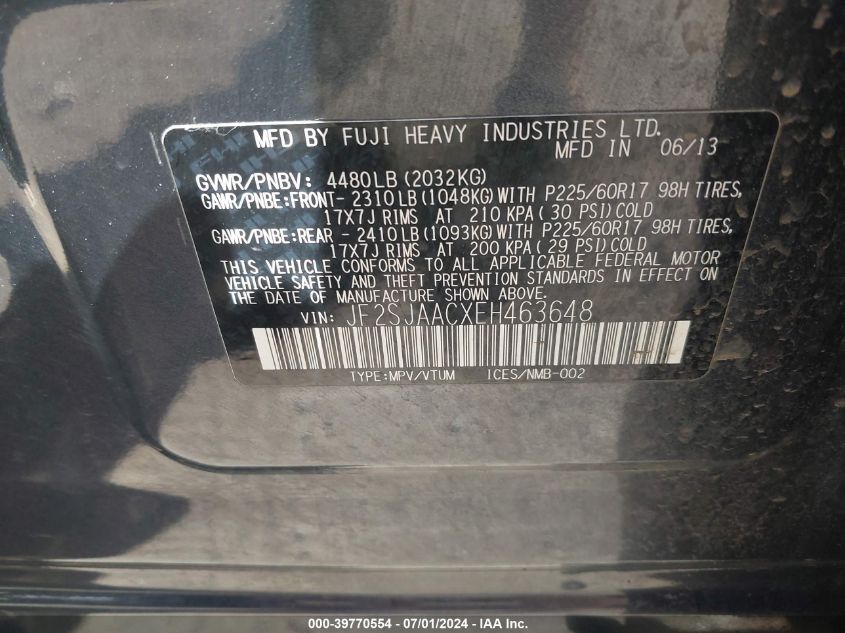 MFD BY FUJI HEAVY INDUSTRIES LTD.
MFD IN 06/13
GVWR/PNBV: 4480LB (2032KG)
GAWR/PNBE:FRONT- 2310LB (1048KG) WITH P225/60R17 98H TIRES,
17X7J RIMS AT 210 KPA ( 30 PSI) COLD
GAWR/PNBE:REAR - 2410LB (1093KG) WITH P225/60R17 98H TIRES,
17X7J RIMS AT 200 KPA ( 29 PSI) COLD
THIS VEHICLE CONFORMS TO ALL APPLICABLE FEDERAL MOTOR
VEHICLE SAFETY AND THEFT PREVENTION STANDARDS IN EFFECT ON
THE DATE OF MANUFACTURE SHOWN ABOVE.
VIN: JF2SJAACXEH463648
TYPE:MPV/VTUM ICES/NMB-002
000-39770554 - 07/01/2024 - IAA Inc.